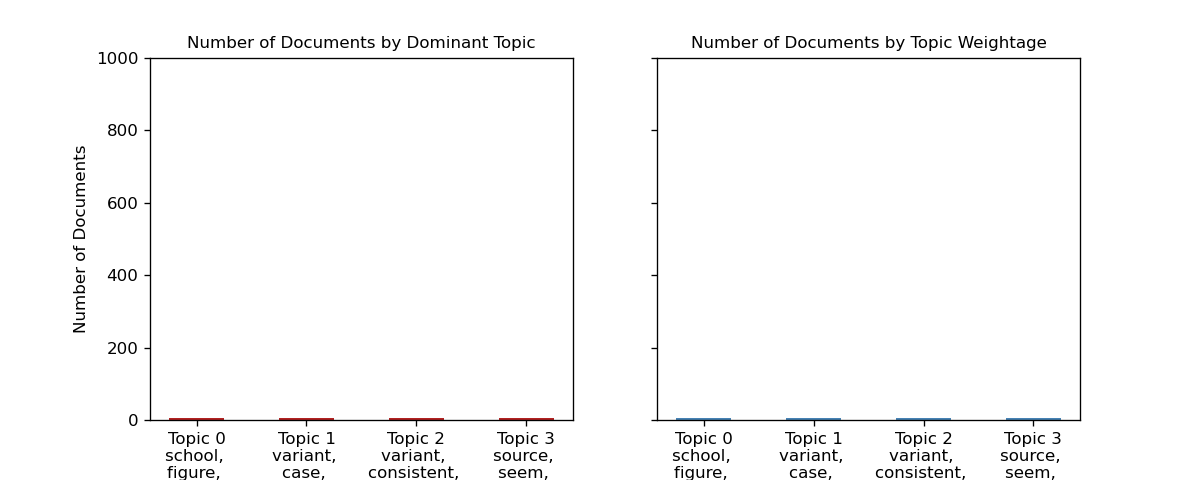 Number of Documents by Dominant Topic
Number of Documents
1000
800
600
400
200
0
Topic 0
school,
figure,
Topic 1
variant,
case,
Topic 2
variant,
consistent,
Topic 3
source,
seem,
Number of Documents by Topic Weightage
Topic 0
school,
figure,
Topic 1
variant,
case,
Topic 2
variant,
consistent,
Topic 3
source,
seem,